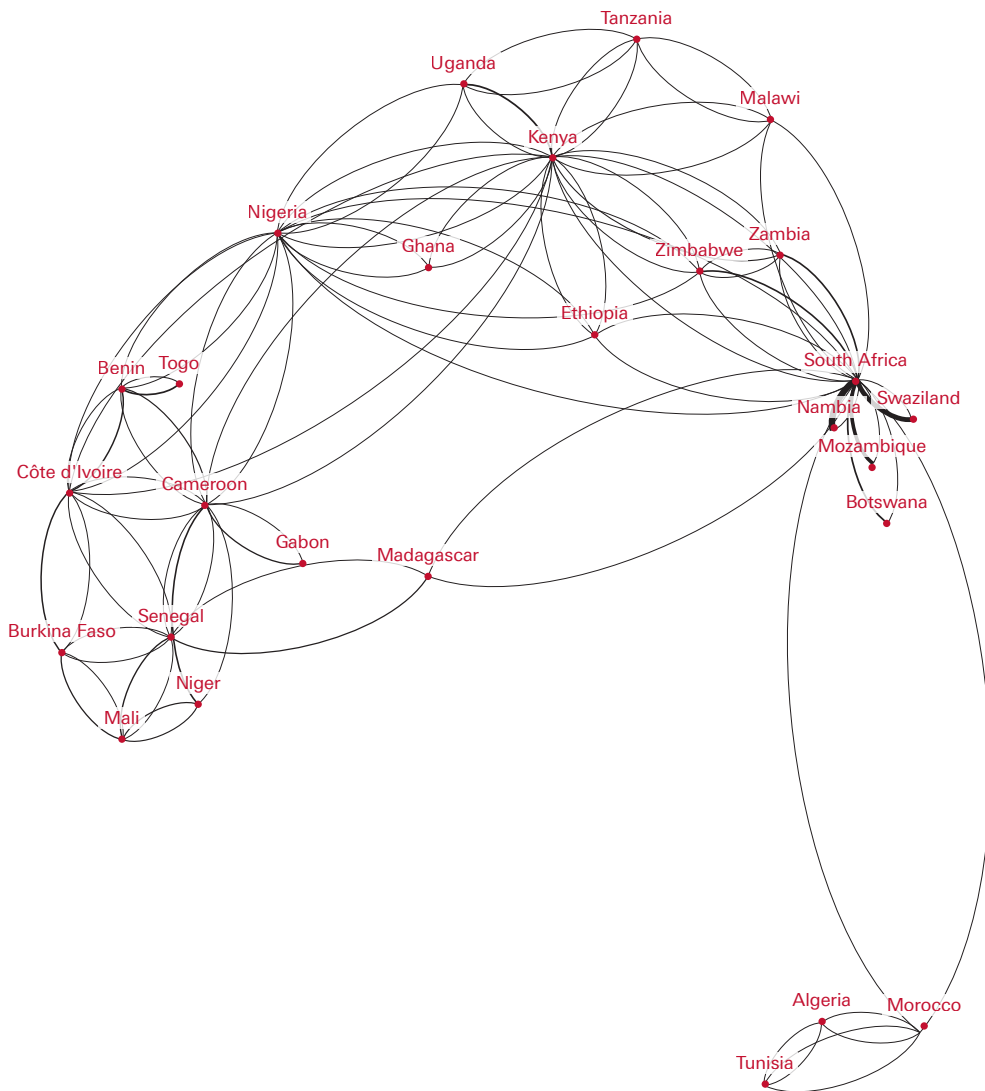 Tanzania
Uganda
Malawi
Kenya
Nigeria
Ghana
Zambia
Zimbabwe
Ethiopia
South Africa
Benin
Togo
Swaziland
Nambia
Mozambique
Côte d'Ivoire
Cameroon
Botswana
Gabon
Madagascar
Senegal
Burkina Faso
Niger
Mali
Algeria
Morocco
Tunisia